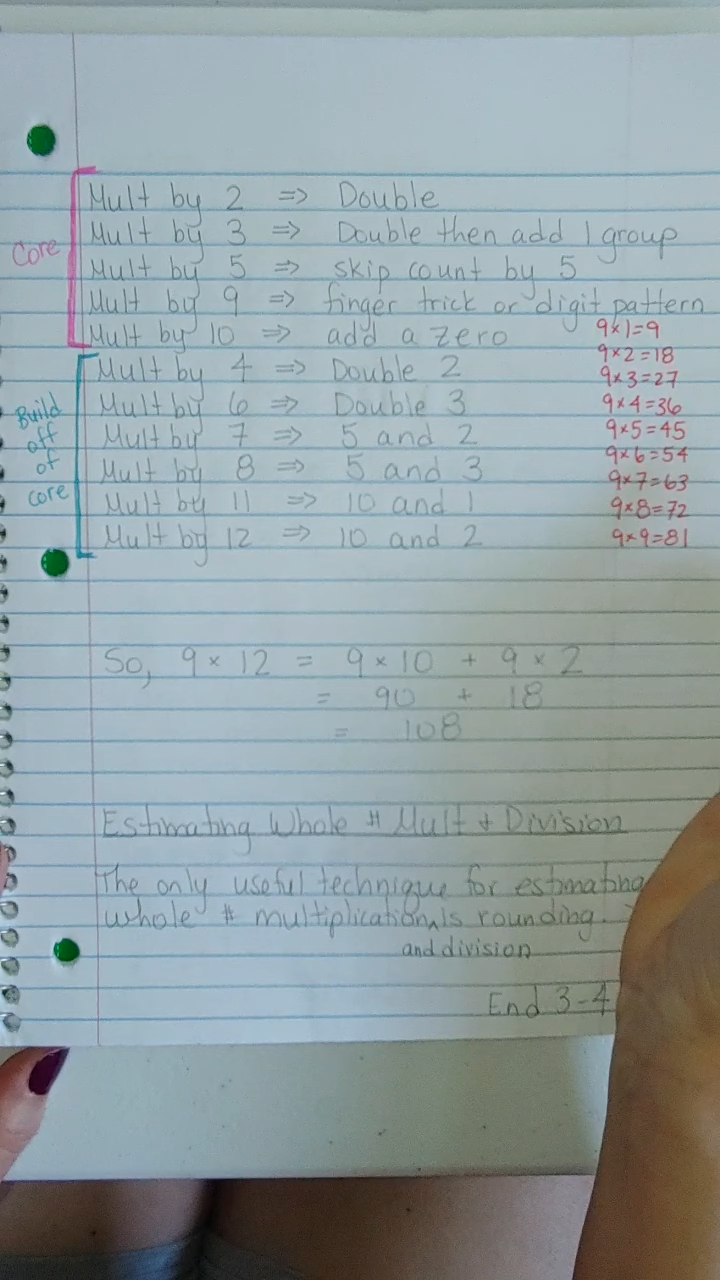 Core
Mult by 2 => Double
Mult by 3 => Double then add 1 group
Mult by 5 => skip count by 5
Mult by 9 => finger trick or digit pattern
Mult by 10 => add a zero
9×1=9
9×2=18
9×3=27
9×4=36
9×5=45
9×6=54
9×7=63
9×8=72
9×9=81
Build
off
of
core
Mult by 4 => Double 2
Mult by 6 => Double 3
Mult by 7 => 5 and 2
Mult by 8 => 5 and 3
Mult by 11 => 10 and 1
Mult by 12 => 10 and 2
So, 9 × 12 = 9 × 10 + 9 × 2
= 90 + 18
= 108
Estimating Whole # Mult + Division
The only useful technique for estimating
whole # multiplication^ is rounding.
and division
End 3-4